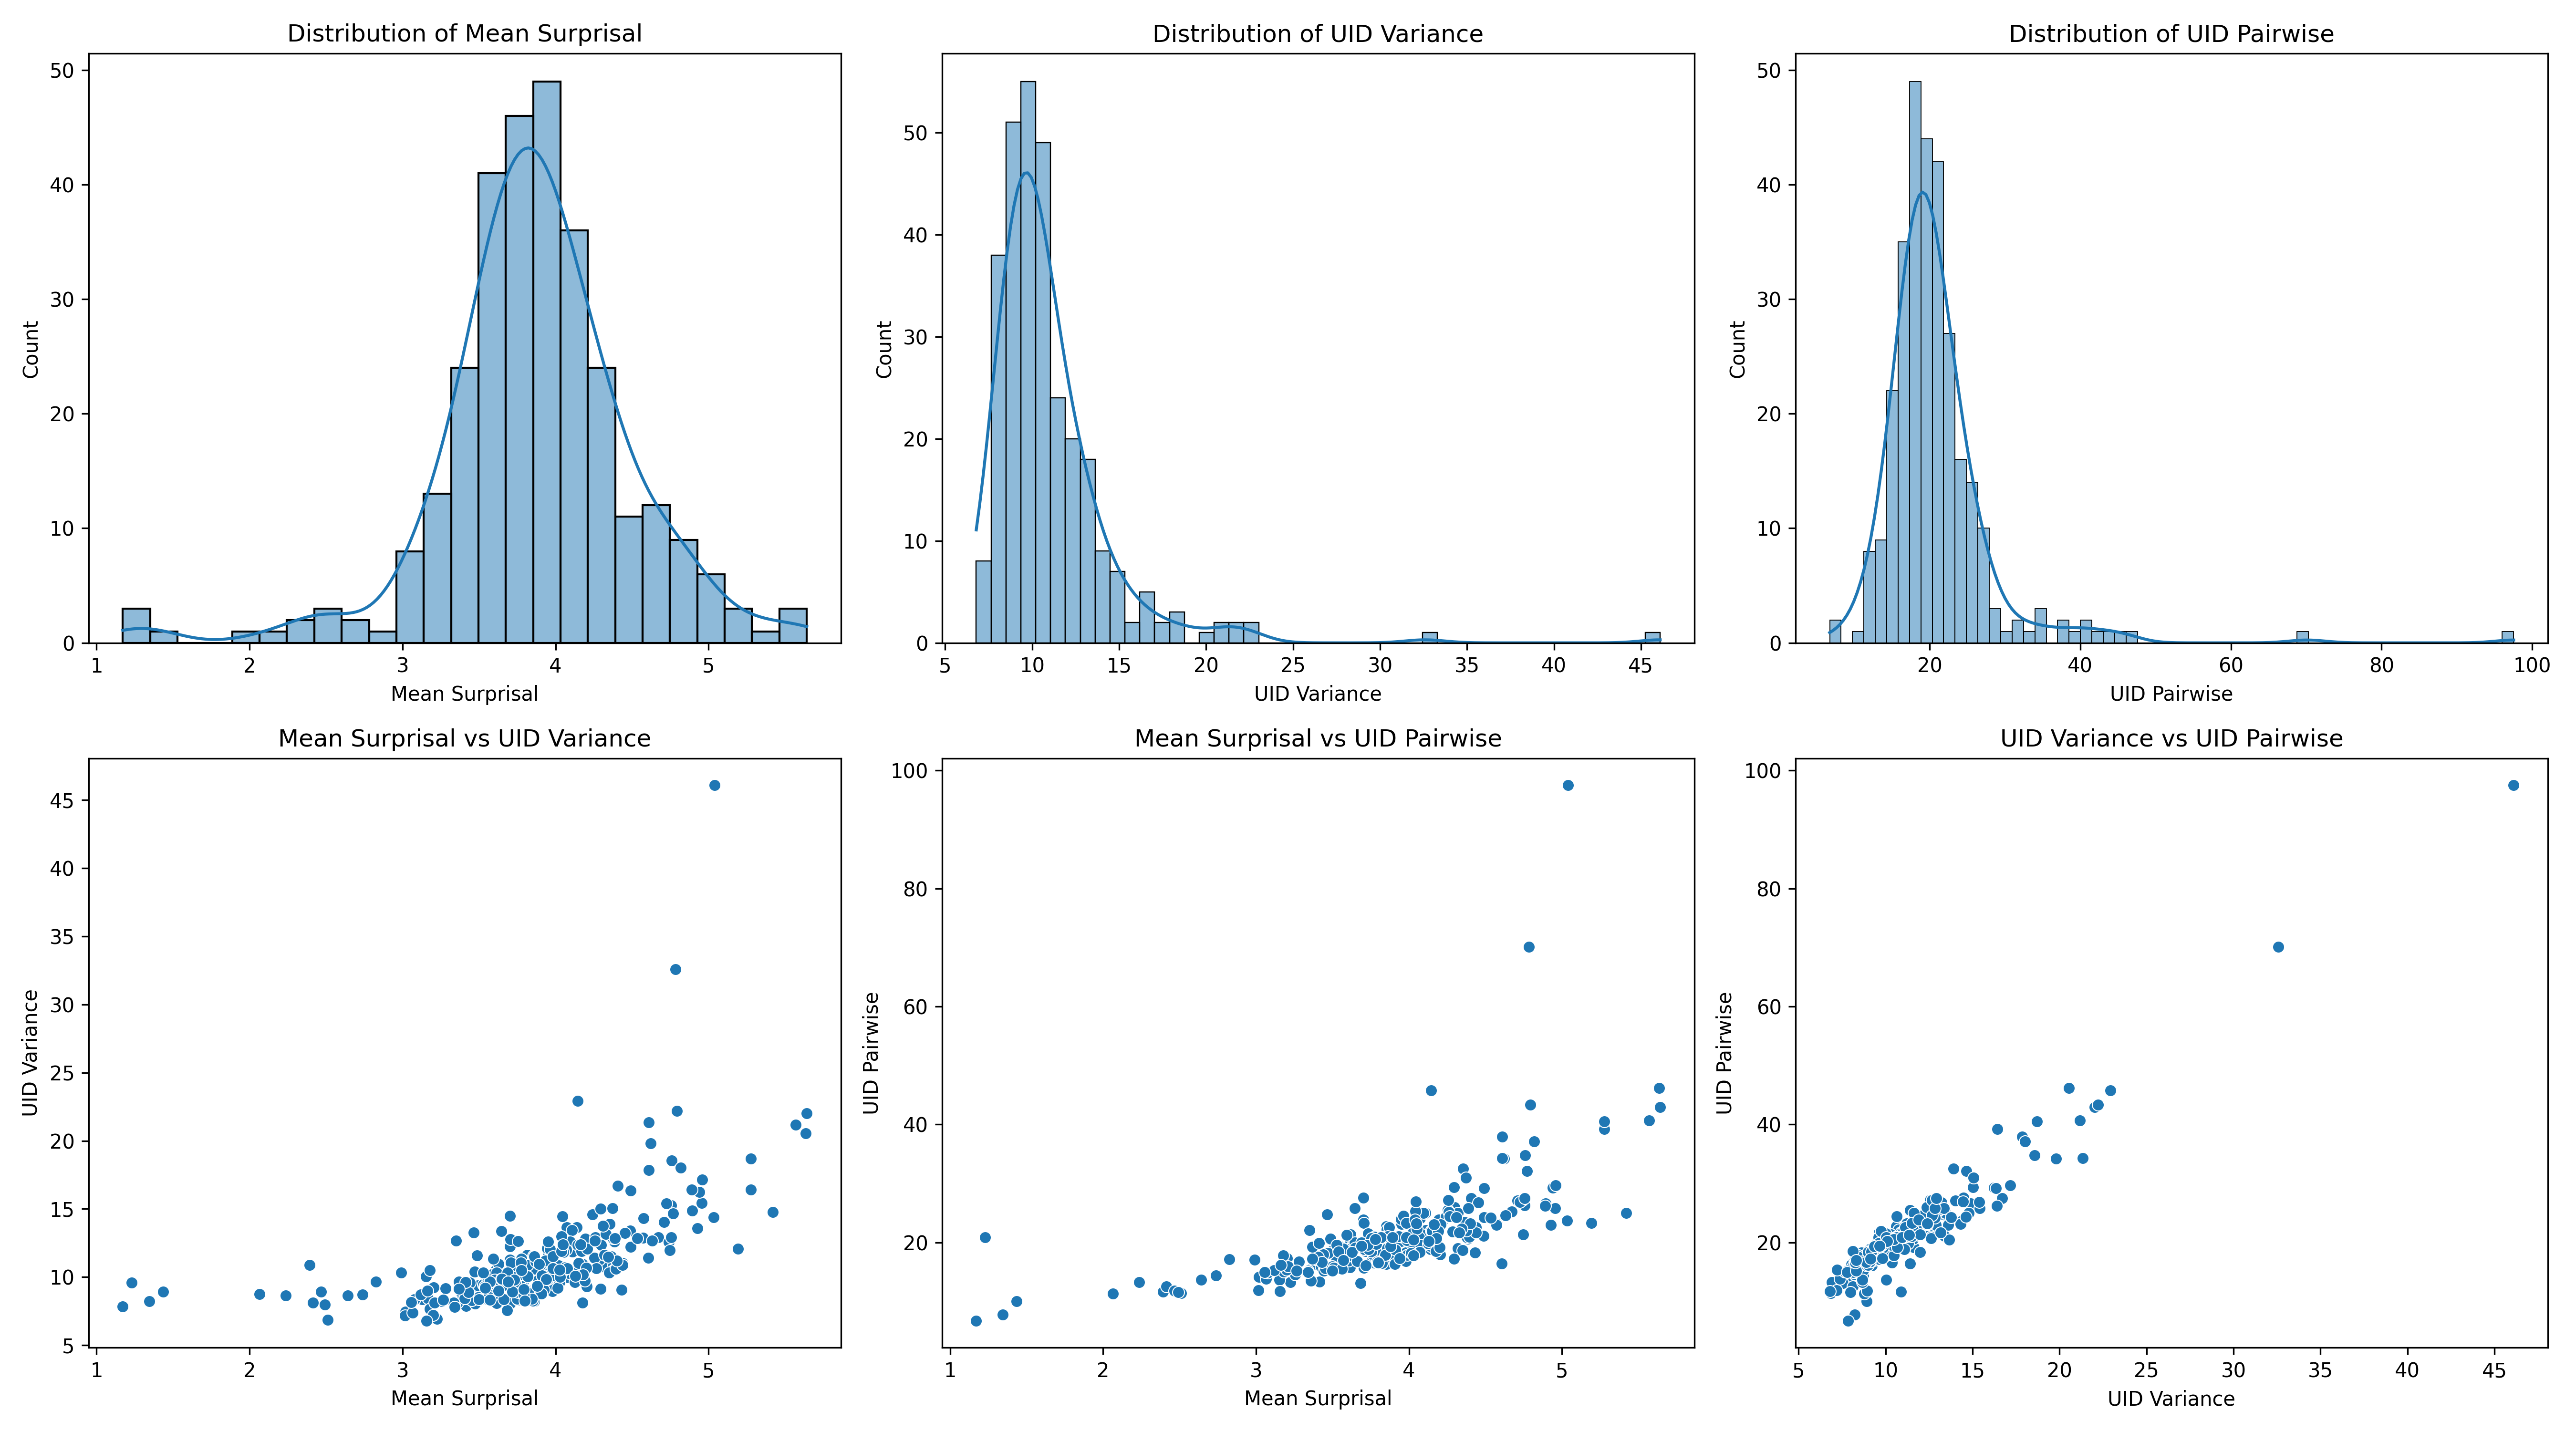 Distribution of Mean Surprisal
50
40
30
20
10
0
Count
1 2 3 4 5
Mean Surprisal
Distribution of UID Variance
50
40
30
20
10
0
Count
5 10 15 20 25 30 35 40 45
UID Variance
Distribution of UID Pairwise
50
40
30
20
10
0
Count
20 40 60 80 100
UID Pairwise
Mean Surprisal vs UID Variance
45
40
35
30
25
20
15
10
5
UID Variance
1 2 3 4 5
Mean Surprisal
Mean Surprisal vs UID Pairwise
100
80
60
40
20
UID Pairwise
1 2 3 4 5
Mean Surprisal
UID Variance vs UID Pairwise
100
80
60
40
20
UID Pairwise
5 10 15 20 25 30 35 40 45
UID Variance